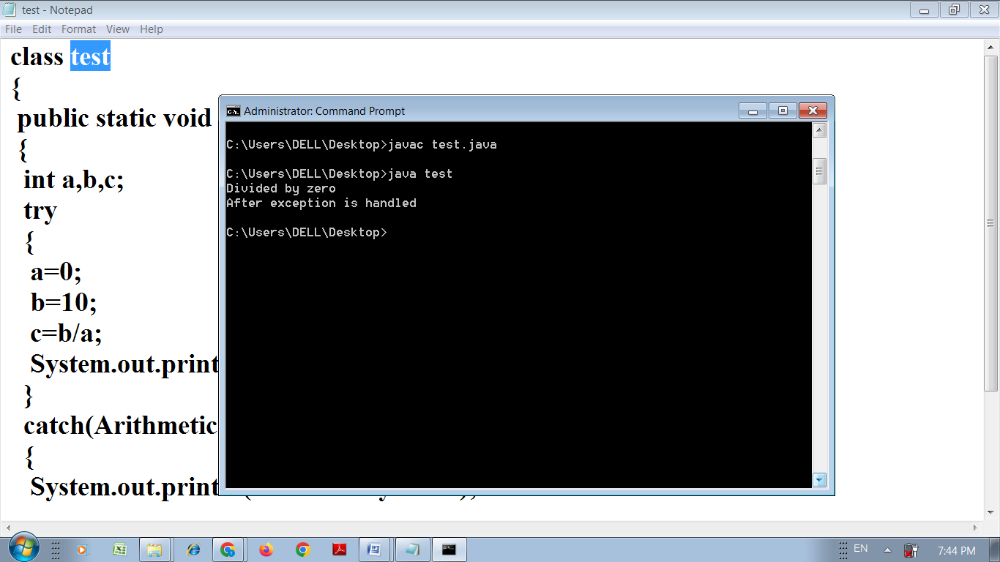 test - Notepad
File Edit Format View Help
class test
{
public static void
{
int a,b,c;
try
{
a=0;
b=10;
c=b/a;
System.out.print
}
catch(Arithmetic
{
System.out.print
Administrator: Command Prompt
C:\Users\DELL\Desktop>javac test.java
C:\Users\DELL\Desktop>java test
Divided by zero
After exception is handled
C:\Users\DELL\Desktop>
EN
7:44 PM